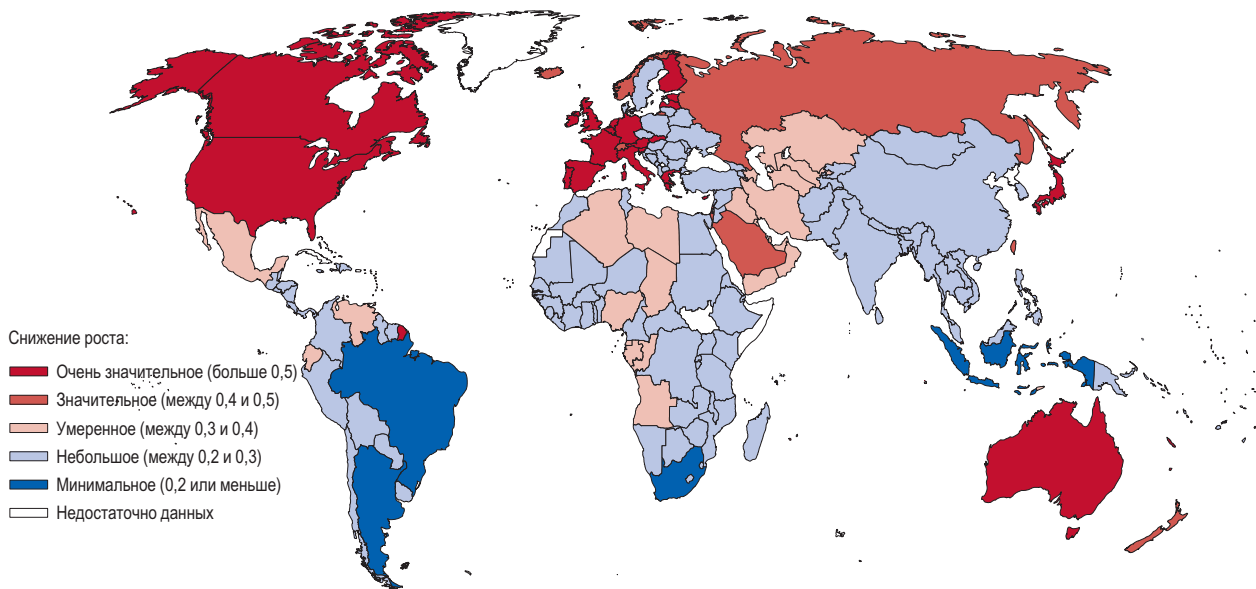 Снижение роста:
Очень значительное (больше 0,5)
Значительное (между 0,4 и 0,5)
Умеренное (между 0,3 и 0,4)
Небольшое (между 0,2 и 0,3)
Минимальное (0,2 или меньше)
Недостаточно данных